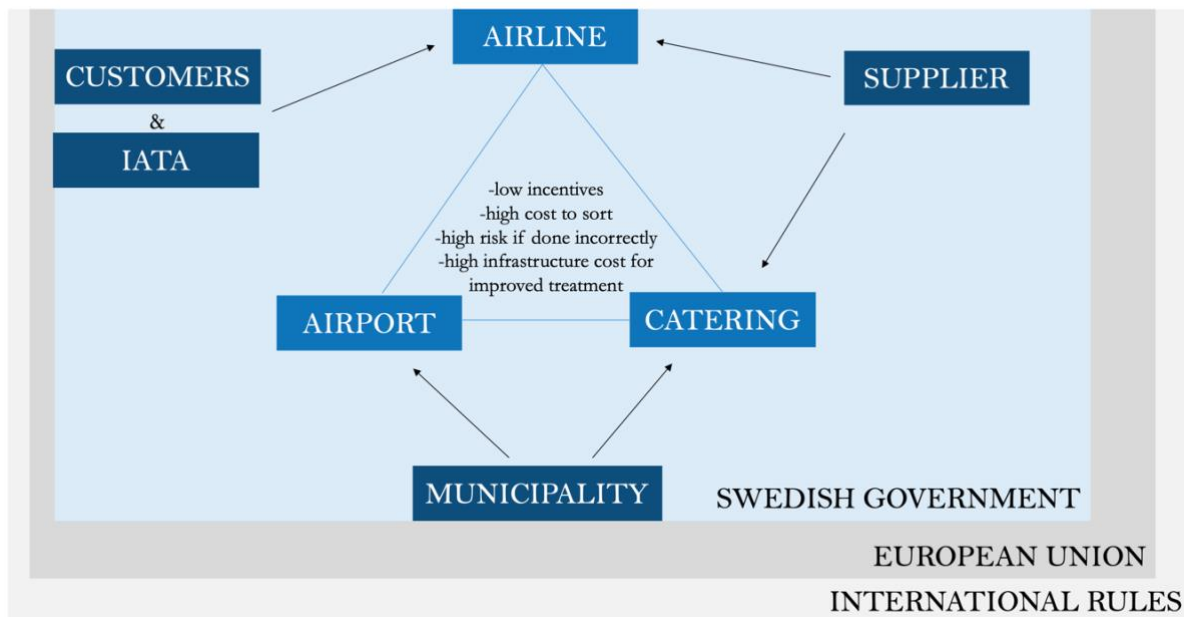 AIRLINE
CUSTOMERS
&
IATA
SUPPLIER
-low incentives
-high cost to sort
-high risk if done incorrectly
-high infrastructure cost for
improved treatment
AIRPORT
CATERING
MUNICIPALITY
SWEDISH GOVERNMENT
EUROPEAN UNION
INTERNATIONAL RULES